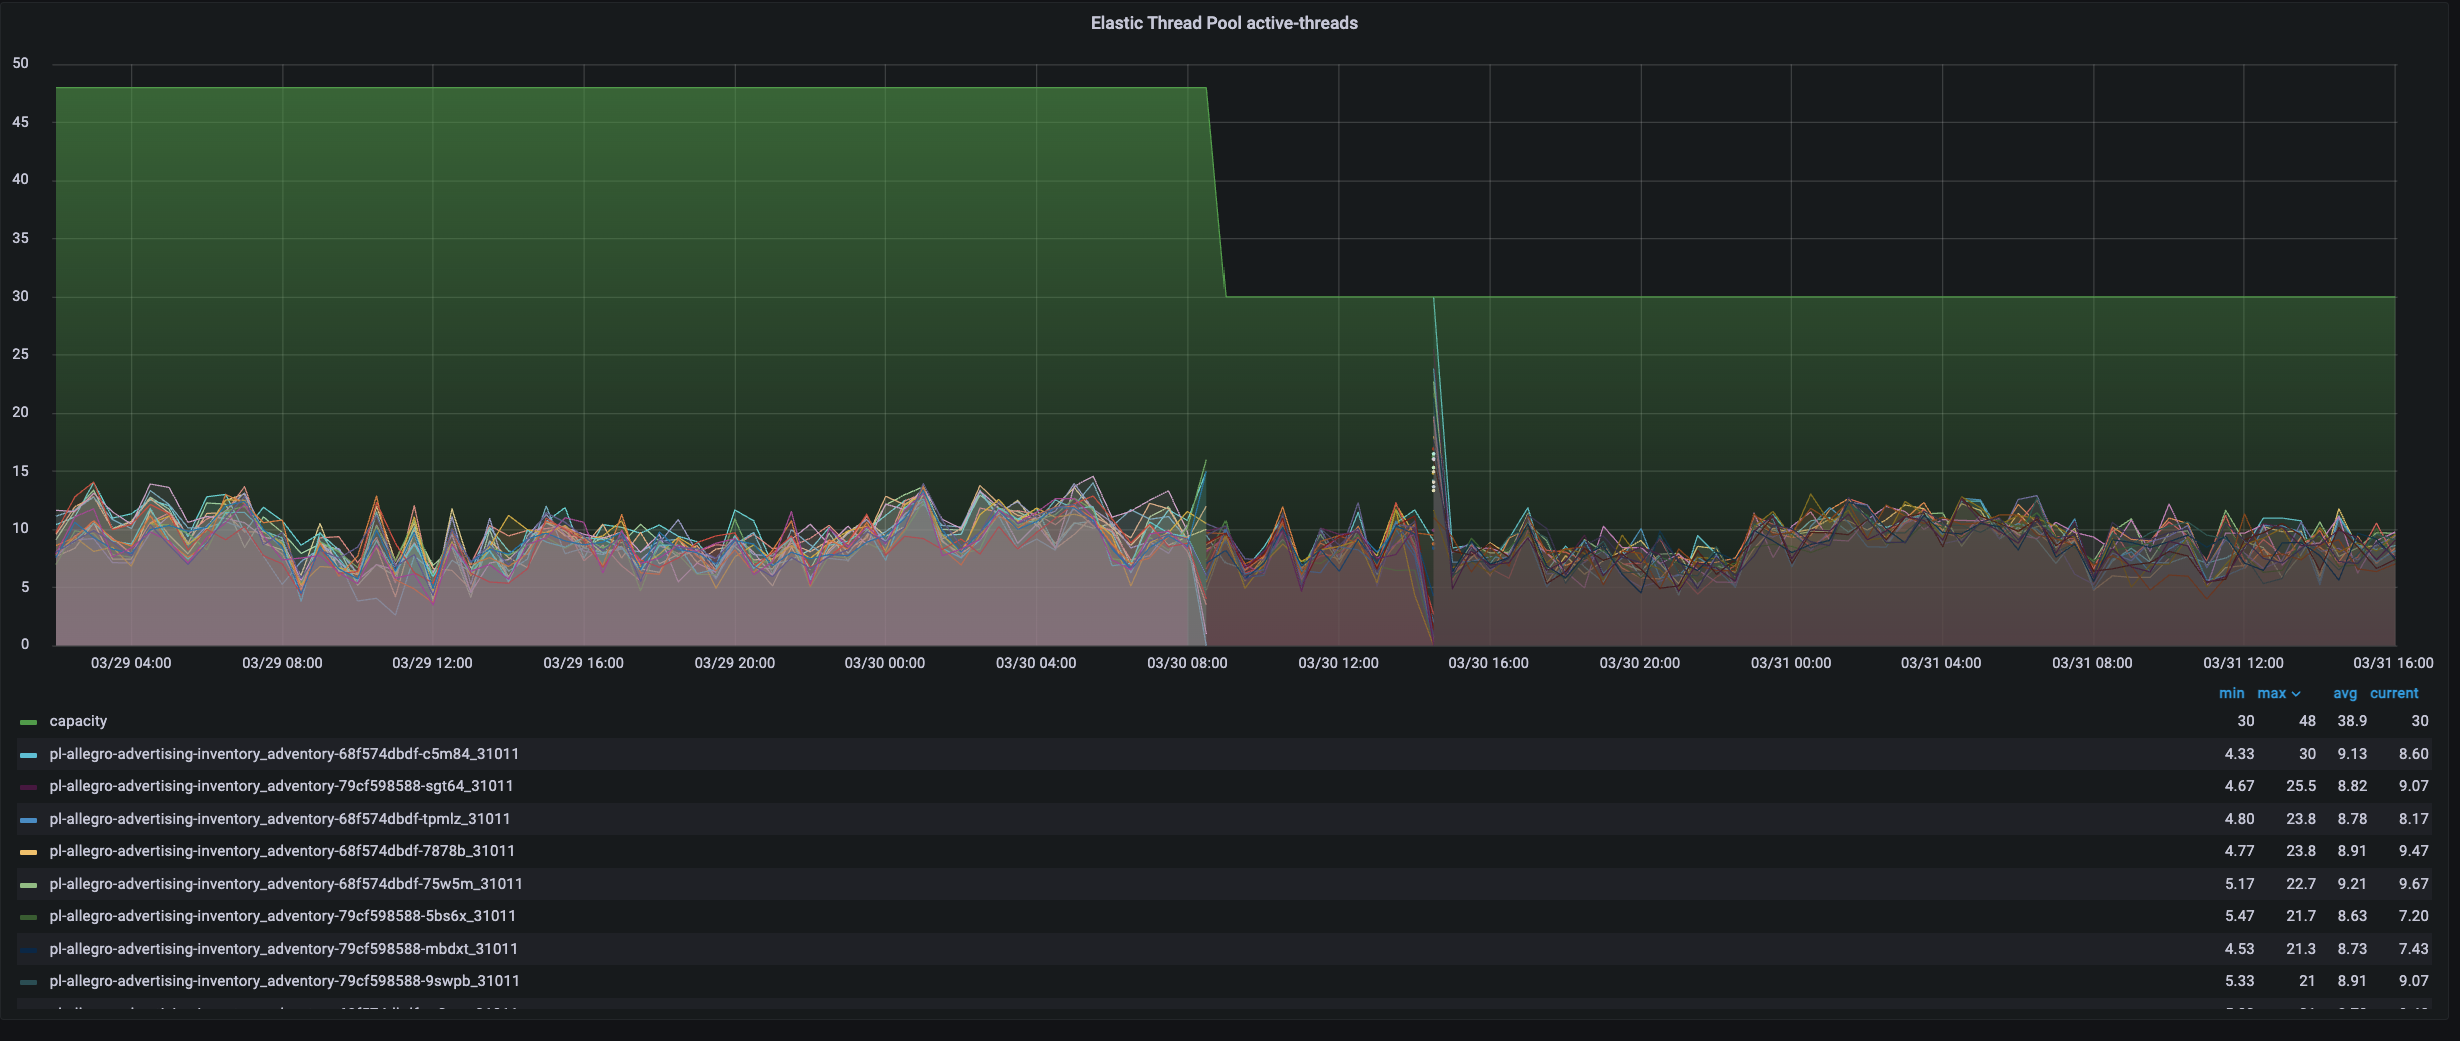 Elastic Thread Pool active-threads
50
45
40
35
30
25
20
15
10
5
0
03/29 04:00 03/29 08:00 03/29 12:00 03/29 16:00 03/29 20:00 03/30 00:00 03/30 04:00 03/30 08:00 03/30 12:00 03/30 16:00 03/30 20:00 03/31 00:00 03/31 04:00 03/31 08:00 03/31 12:00 03/31 16:00
min max avg current
capacity 30 48 38.9 30
pl-allegro-advertising-inventory_adventory-68f574dbdf-c5m84_31011 4.33 30 9.13 8.60
pl-allegro-advertising-inventory_adventory-79cf598588-sgt64_31011 4.67 25.5 8.82 9.07
pl-allegro-advertising-inventory_adventory-68f574dbdf-tpmlz_31011 4.80 23.8 8.78 8.17
pl-allegro-advertising-inventory_adventory-68f574dbdf-7878b_31011 4.77 23.8 8.91 9.47
pl-allegro-advertising-inventory_adventory-68f574dbdf-75w5m_31011 5.17 22.7 9.21 9.67
pl-allegro-advertising-inventory_adventory-79cf598588-5bs6x_31011 5.47 21.7 8.63 7.20
pl-allegro-advertising-inventory_adventory-79cf598588-mbdxt_31011 4.53 21.3 8.73 7.43
pl-allegro-advertising-inventory_adventory-79cf598588-9swpb_31011 5.33 21 8.91 9.07